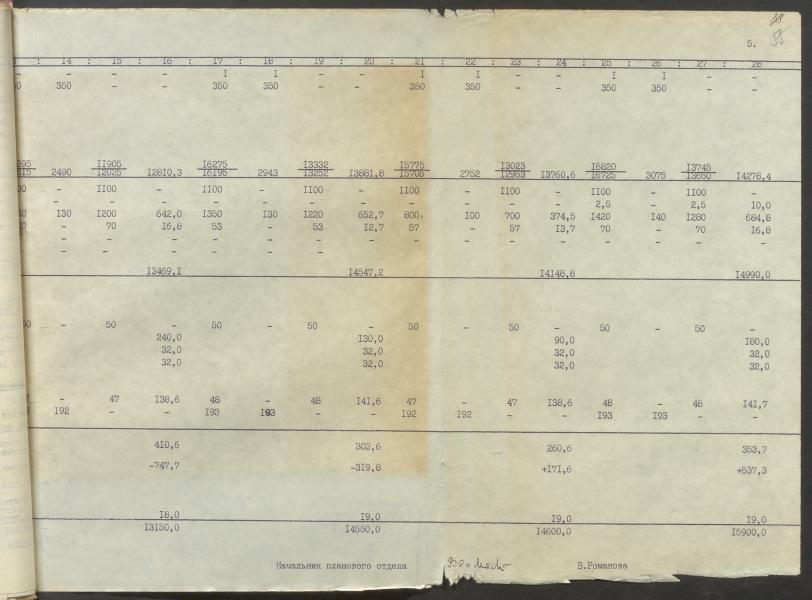 55
5.
: 14 : 15 : 16 : 17 : 18 : 19 : 20 : 21 : 22 : 23 : 24 : 25 : 26 : 27 : 28
- - - - I I - - I I - - I I - -
350 - - 350 350 - - 350 350 - - 350 350 - -
II905 I6275 I3332 I5775 I3023 I6820 I3745
2490 I2025 I2810,3 I6195 2943 I3252 I3881,8 I5705 2752 I2953 I3760,6 I6725 3075 I3650 I4278,4
- II00 - II00 - II00 - II00 - II00 - II00 - II00 -
- 2,5 - 2,5 I0,0
I30 I200 642,0 I350 I30 I220 652,7 800, I00 700 374,5 I420 I40 I280 684,8
- 70 I6,8 53 - 53 I2,7 57 - 57 I3,7 70 - 70 I6,8
- - - - - - - - - - - - - - - -
- - - - - -
I3469,I I4547,2 I4148,8 I4990,0
- 50 - 50 - 50 - 50 - 50 - 50 - 50 -
240,0 I30,0 90,0 I80,0
32,0 32,0 32,0 32,0
32,0 32,0 32,0 32,0
- 47 I38,6 48 - 48 I4I,6 47 - 47 I38,6 48 - 48 I4I,7
I92 - - I93 I93 - - I92 I92 - - I93 I93 - -
410,6 303,6 260,6 353,7
-747,7 -319,8 +I7I,6 +537,3
I8,0 I9,0 I9,0 I9,0
I3150,0 I4550,0 I4600,0 I5900,0
Начальник планового отдела В.Романова